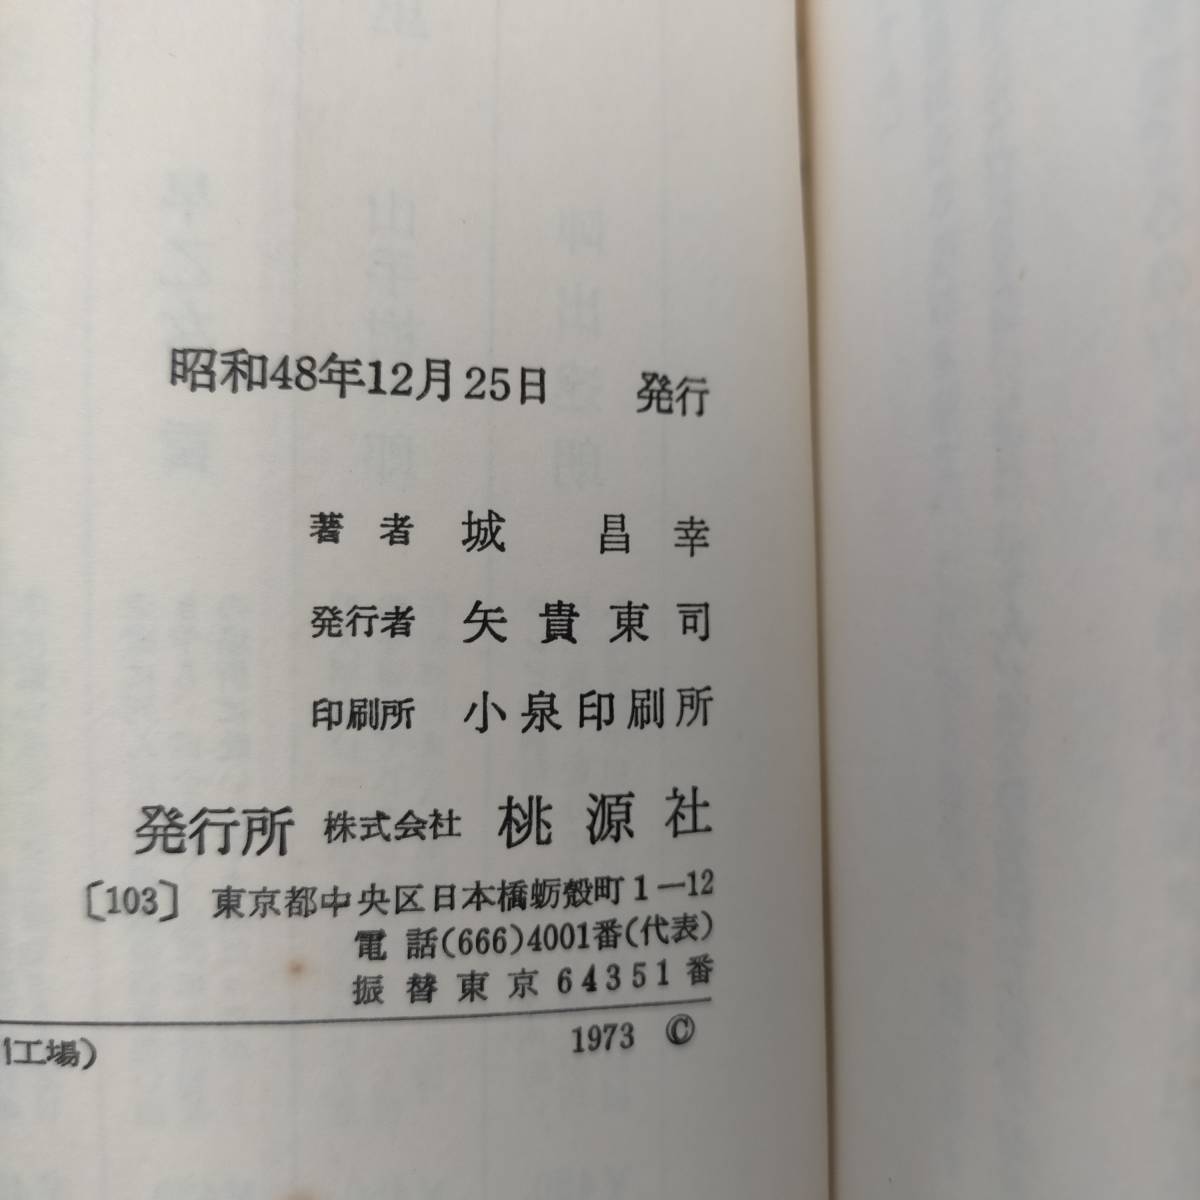 昭和48年12月25日　発行
著者　城　昌幸
発行者　矢貴東司
印刷所　小泉印刷所
発行所　株式会社　桃源社
〔103〕東京都中央区日本橋蛎殻町1―12
電話(666)4001番(代表)
振替東京64351番
工場)
1973 ©